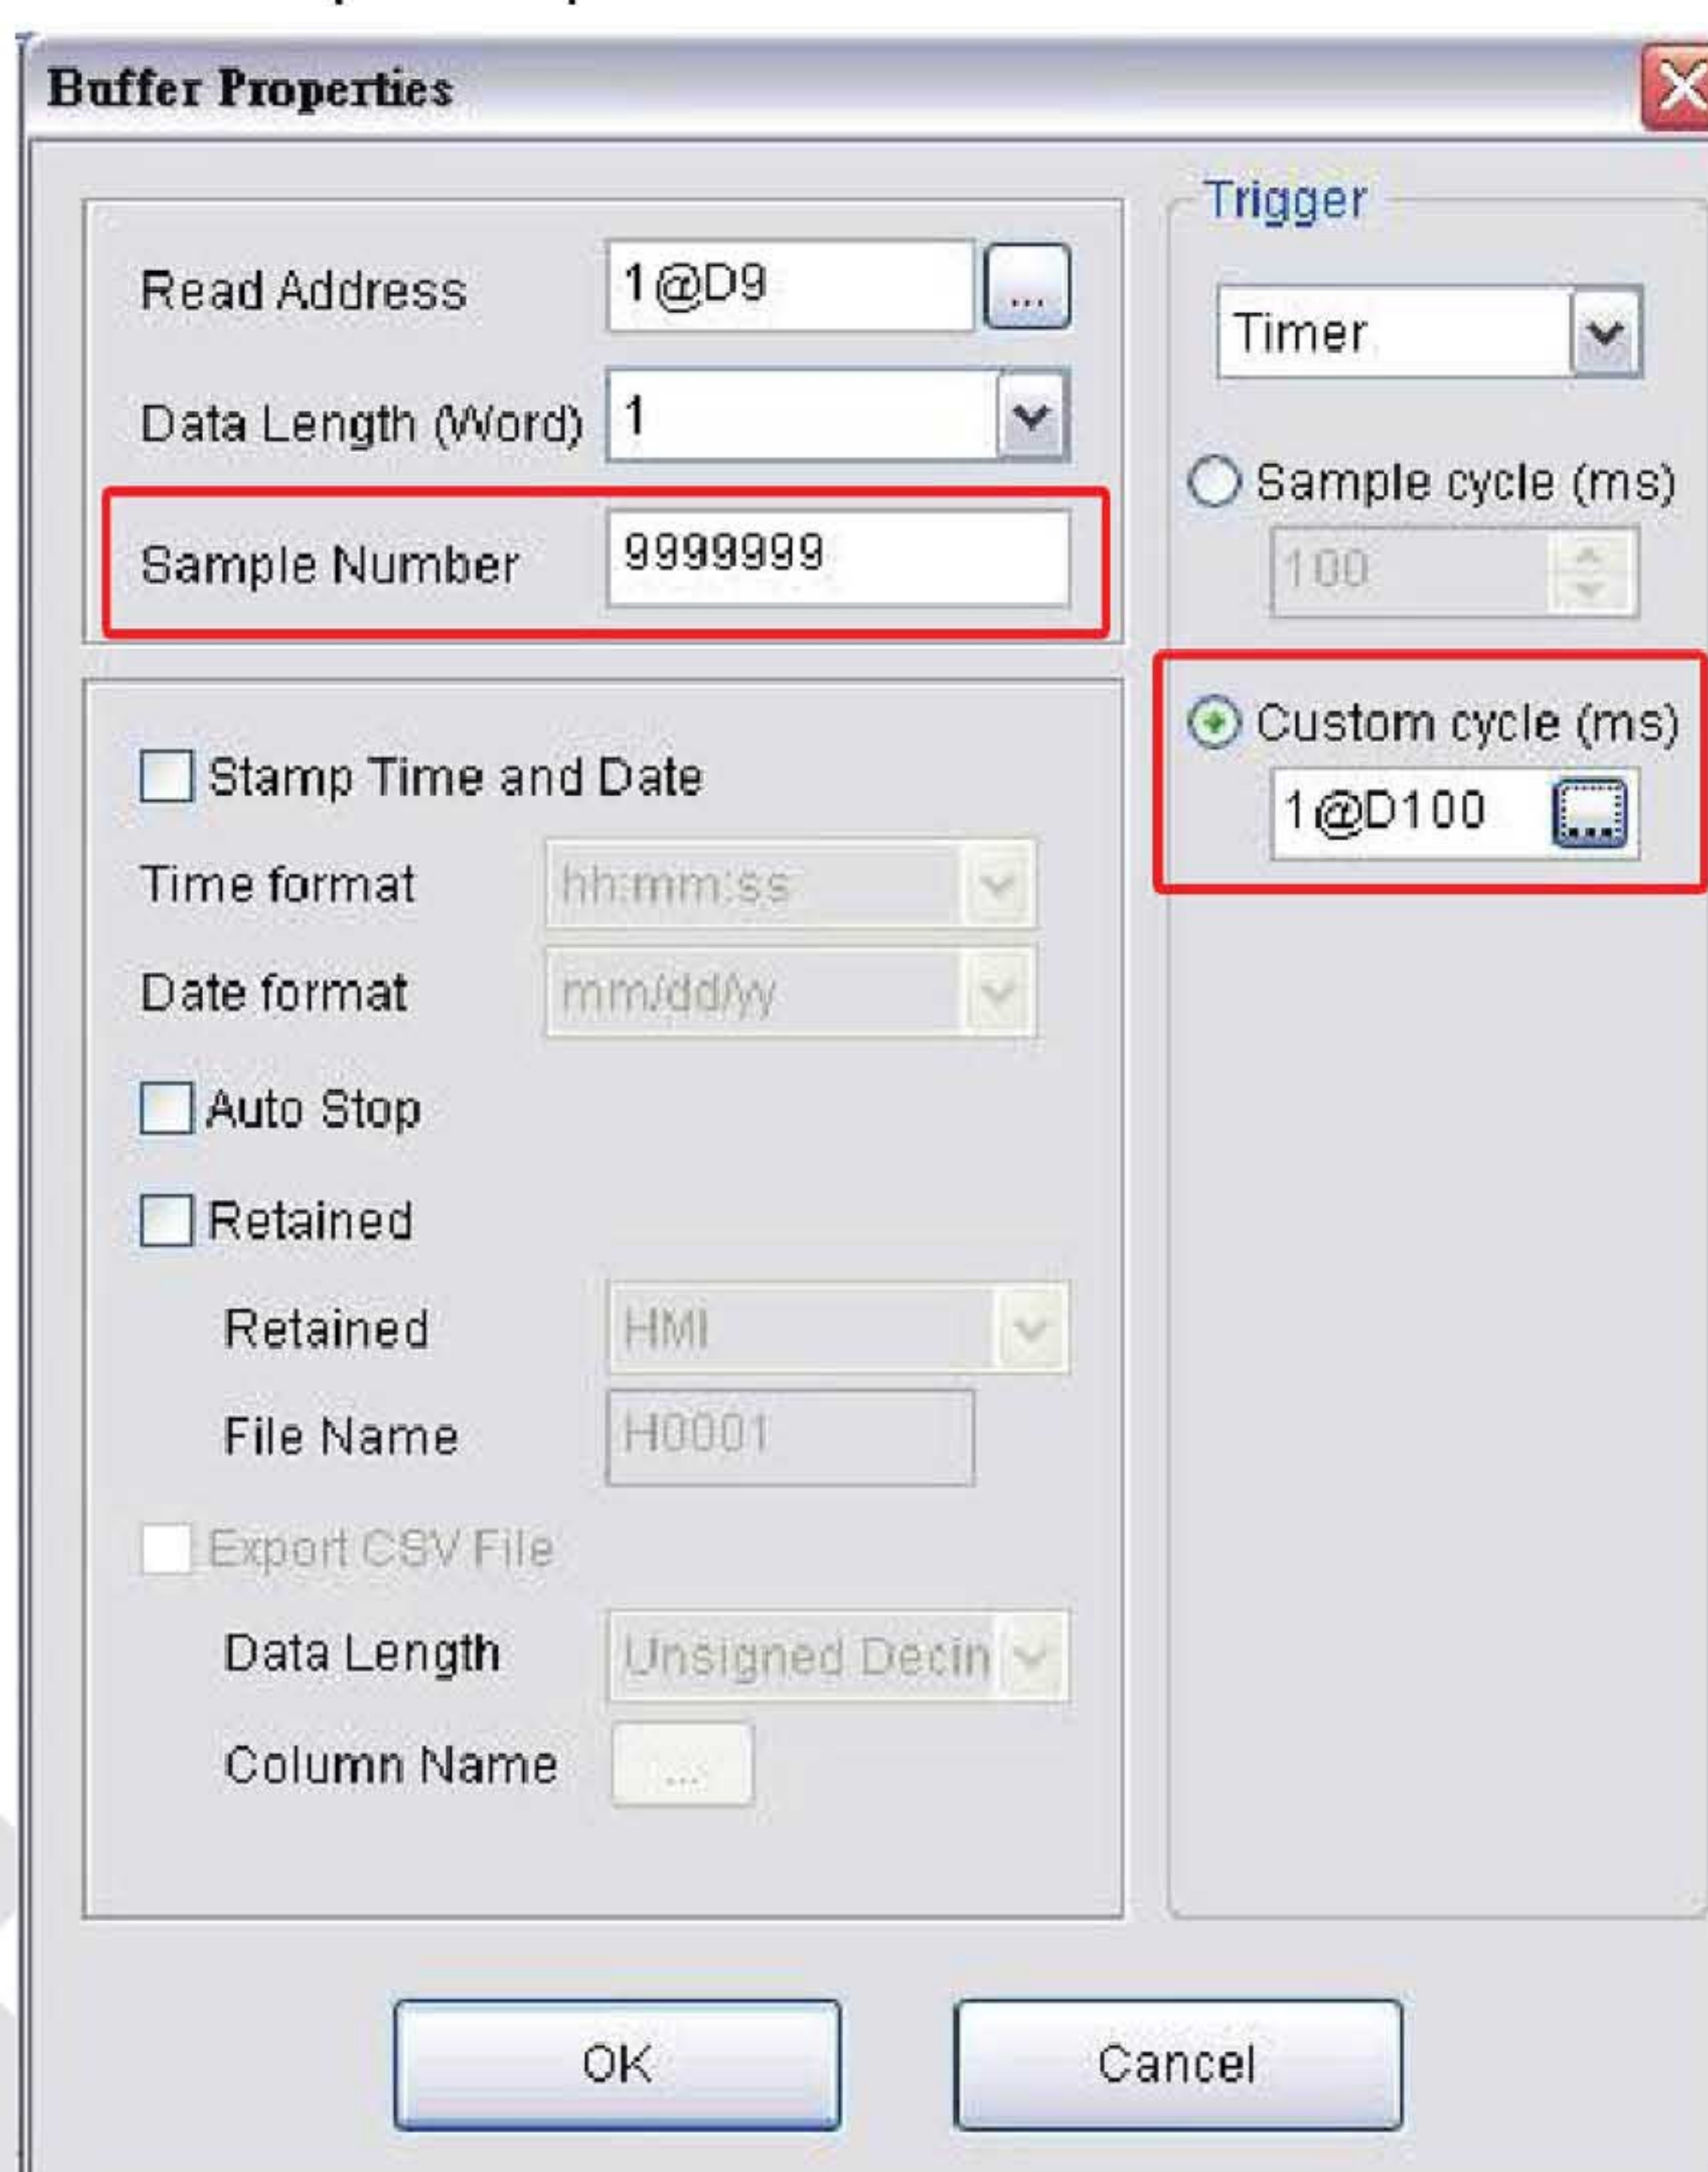 Buffer Properties
Read Address 1@D9 ...
Data Length (Word) 1
Sample Number 9999999
Stamp Time and Date
Time format hh:mm:ss
Date format mm/dd/yy
Auto Stop
Retained
Retained HMI
File Name H0001
Export CSV File
Data Length Unsigned Decin
Column Name ...
Trigger
Timer
Sample cycle (ms)
100
Custom cycle (ms)
1@D100 ...
OK Cancel